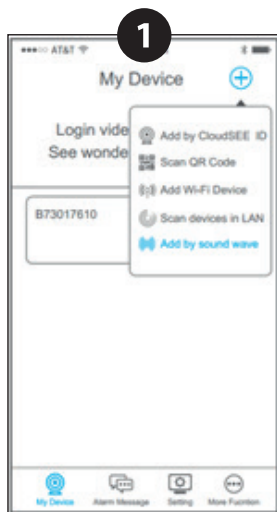 1
AT&T
My Device
Login vide
See wonde
Add by CloudSEE ID
Scan QR Code
Add Wi-Fi Device
Scan devices in LAN
Add by sound wave
B73017610
My Device Alarm Message Setting More Fucntion